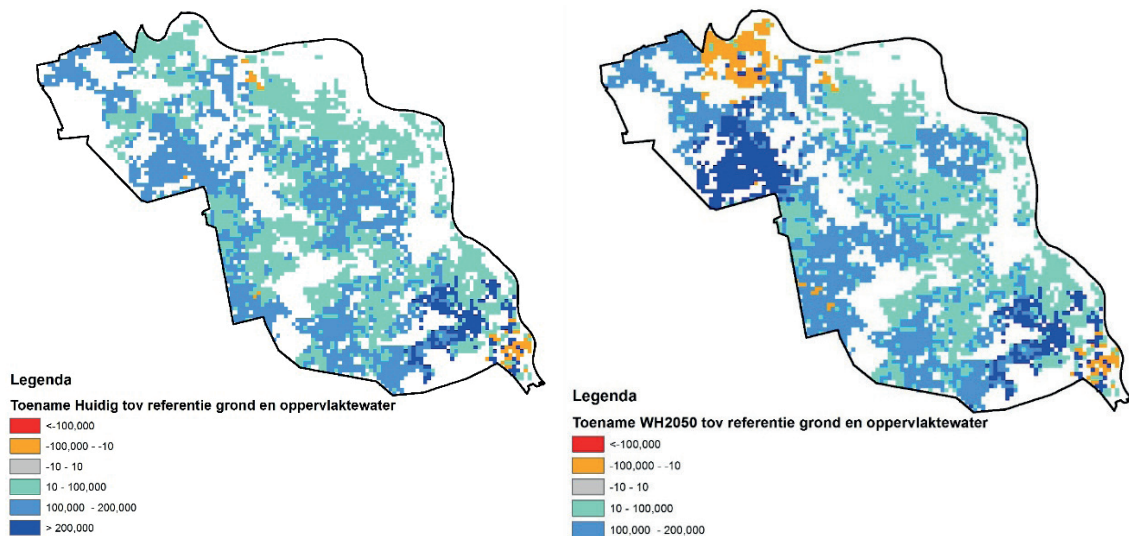 Legenda
Toename Huidig tov referentie grond en oppervlaktewater
<-100,000
-100,000 - -10
-10 - 10
10 - 100,000
100,000 - 200,000
> 200,000
Legenda
Toename WH2050 tov referentie grond en oppervlaktewater
<-100,000
-100,000 - -10
-10 - 10
10 - 100,000
100,000 - 200,000